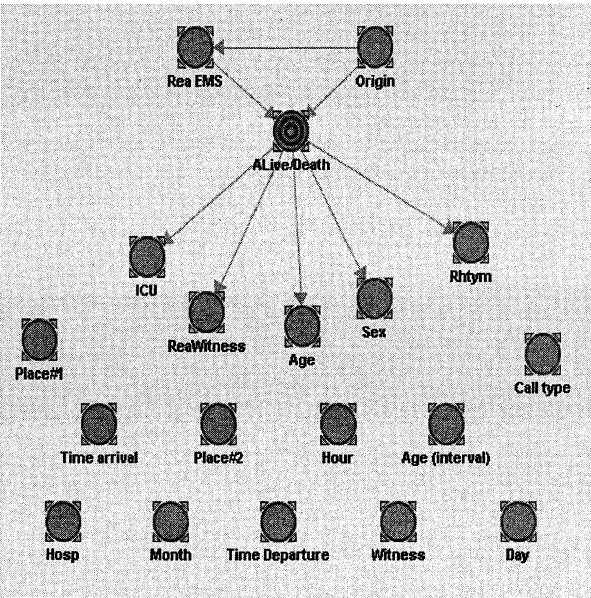 Rea EMS
Origin
ALive/Death
ICU
Rhtym
ReaWitness
Age
Sex
Place#1
Call type
Time arrival
Place#2
Hour
Age (interval)
Hosp
Month
Time Departure
Witness
Day